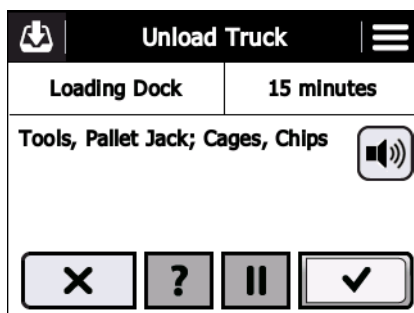 Unload Truck
Loading Dock 15 minutes
Tools, Pallet Jack; Cages, Chips
?